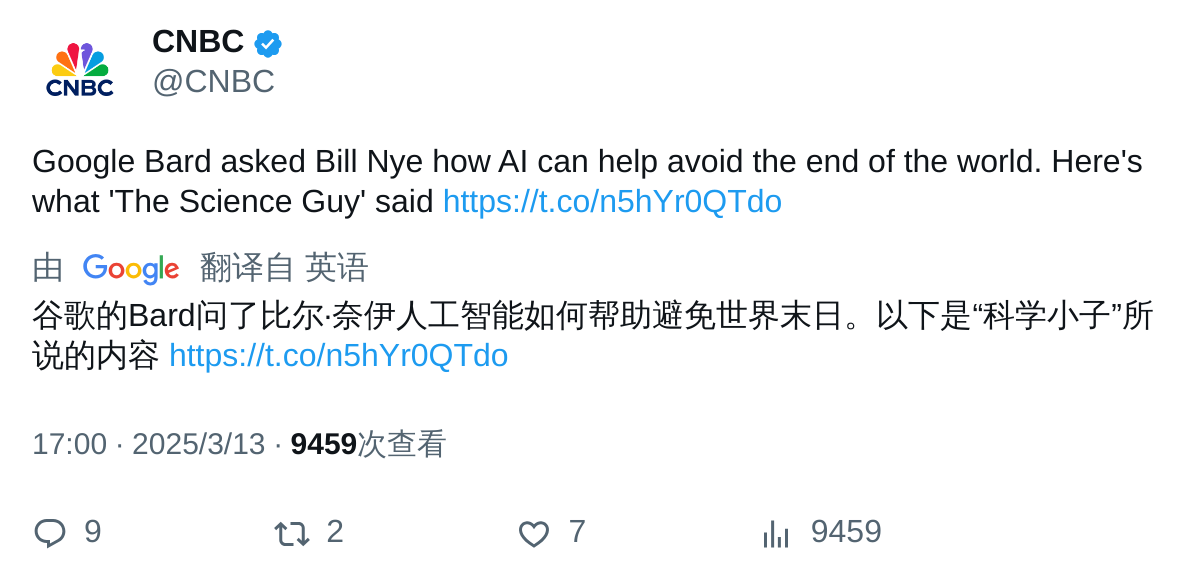 CNBC
CNBC
@CNBC
Google Bard asked Bill Nye how AI can help avoid the end of the world. Here's
what 'The Science Guy' said https://t.co/n5hYr0QTdo
由 Google 翻译自 英语
谷歌的Bard问了比尔·奈伊人工智能如何帮助避免世界末日。以下是“科学小子”所
说的内容 https://t.co/n5hYr0QTdo
17:00 · 2025/3/13 · 9459次查看
9 2 7 9459